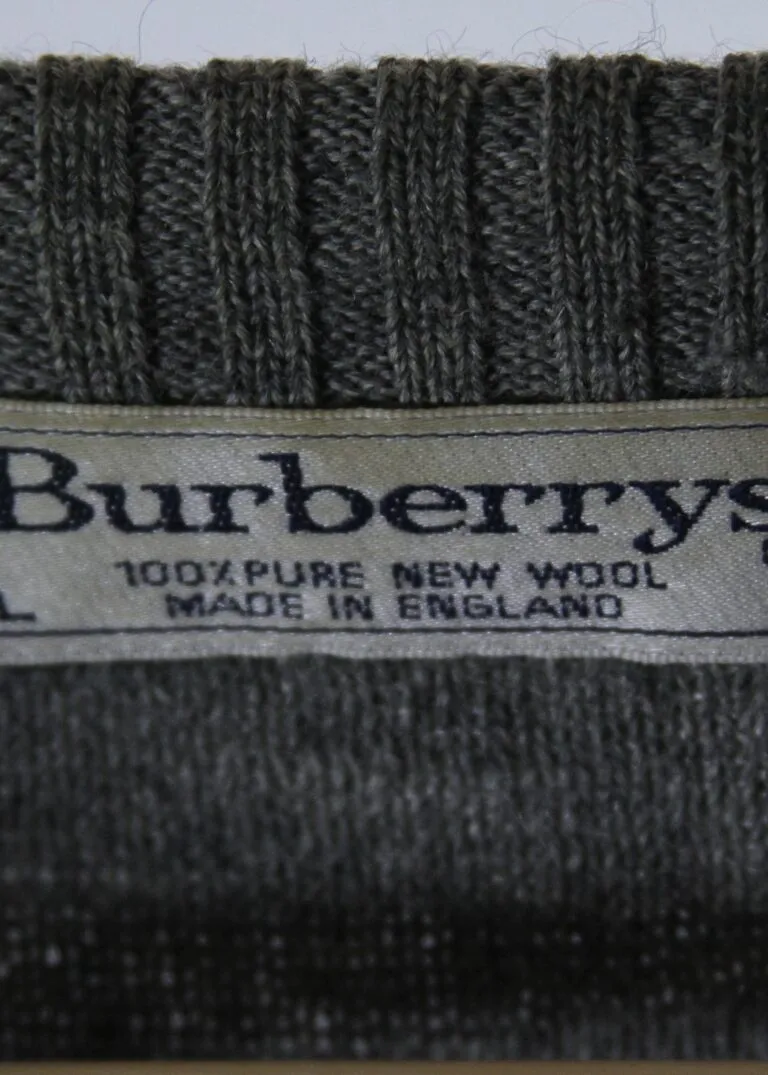 Burberrys
100% PURE NEW WOOL
L
MADE IN ENGLAND